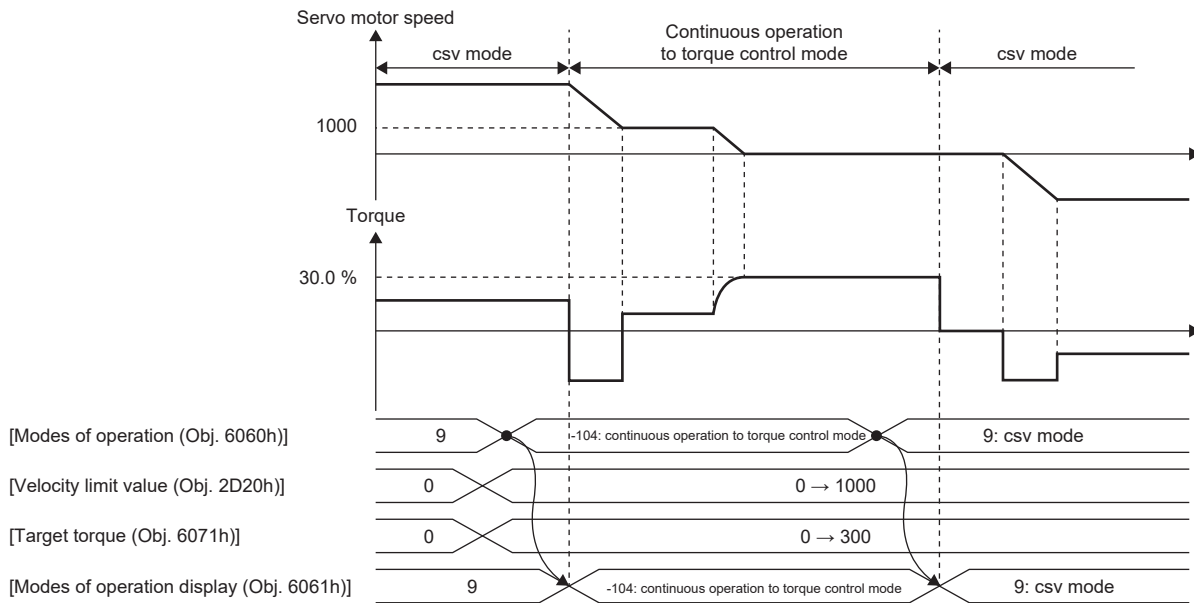 Servo motor speed
Continuous operation
to torque control mode
csv mode
csv mode
1000
Torque
30.0 %
[Modes of operation (Obj. 6060h)]
9
-104: continuous operation to torque control mode
9: csv mode
[Velocity limit value (Obj. 2D20h)]
0
0 → 1000
[Target torque (Obj. 6071h)]
0
0 → 300
[Modes of operation display (Obj. 6061h)]
9
-104: continuous operation to torque control mode
9: csv mode